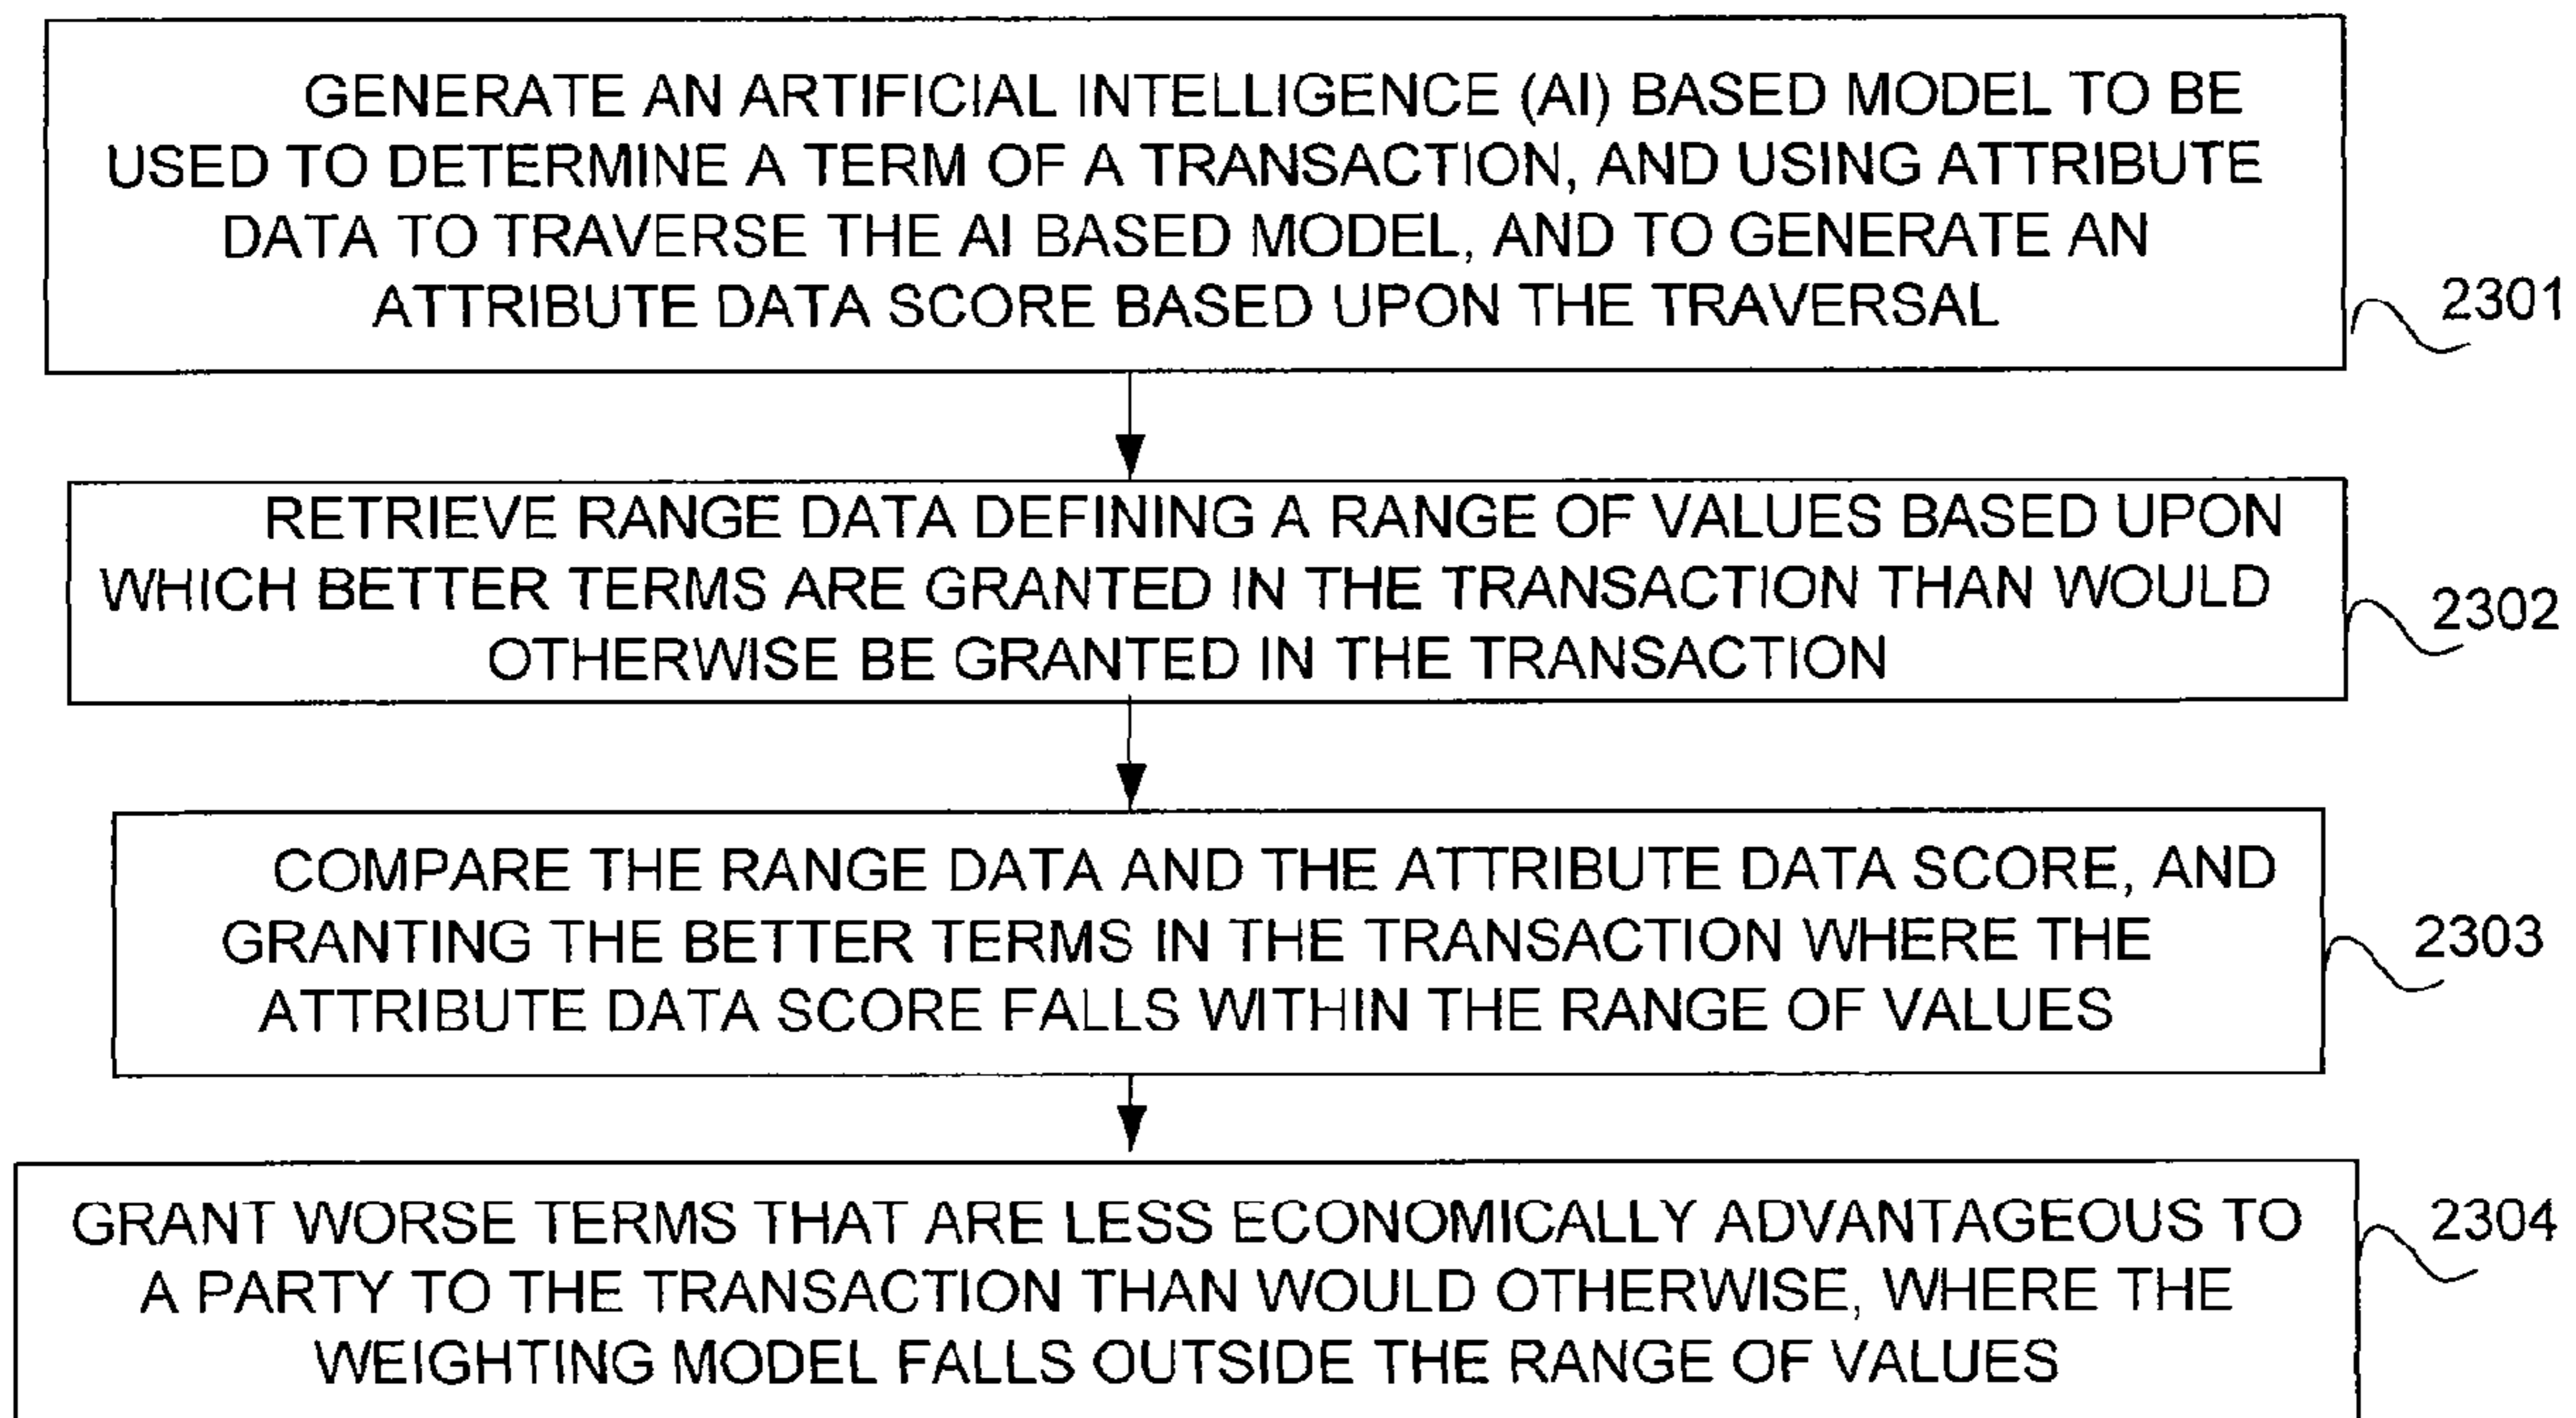 GENERATE AN ARTIFICIAL INTELLIGENCE (AI) BASED MODEL TO BE
USED TO DETERMINE A TERM OF A TRANSACTION, AND USING ATTRIBUTE
DATA TO TRAVERSE THE AI BASED MODEL, AND TO GENERATE AN
ATTRIBUTE DATA SCORE BASED UPON THE TRAVERSAL
2301
RETRIEVE RANGE DATA DEFINING A RANGE OF VALUES BASED UPON
WHICH BETTER TERMS ARE GRANTED IN THE TRANSACTION THAN WOULD
OTHERWISE BE GRANTED IN THE TRANSACTION
2302
COMPARE THE RANGE DATA AND THE ATTRIBUTE DATA SCORE, AND
GRANTING THE BETTER TERMS IN THE TRANSACTION WHERE THE
ATTRIBUTE DATA SCORE FALLS WITHIN THE RANGE OF VALUES
2303
GRANT WORSE TERMS THAT ARE LESS ECONOMICALLY ADVANTAGEOUS TO
A PARTY TO THE TRANSACTION THAN WOULD OTHERWISE, WHERE THE
WEIGHTING MODEL FALLS OUTSIDE THE RANGE OF VALUES
2304